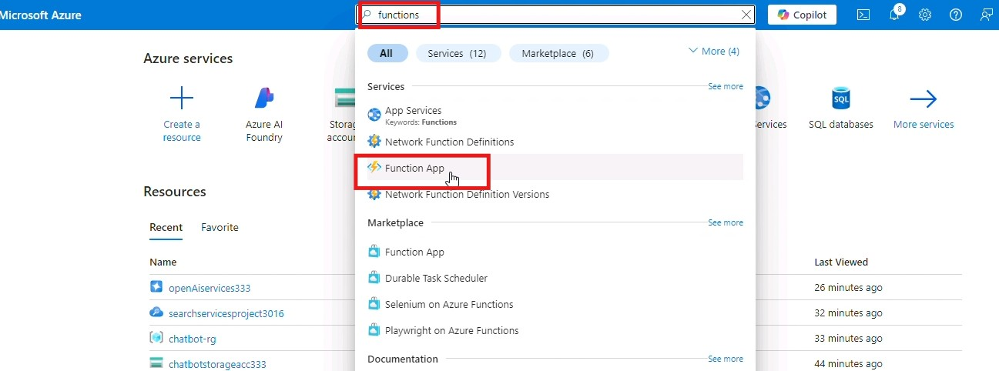 Microsoft Azure
functions
Copilot
8
All
Services (12)
Marketplace (6)
More (4)
Azure services
Services
See more
Create a
resource
Azure AI
Foundry
Storag
accoun
App Services
Keywords: Functions
Network Function Definitions
Function App
Network Function Definition Versions
ervices
SQL
SQL databases
More services
Resources
Recent
Favorite
Marketplace
See more
Function App
Durable Task Scheduler
Selenium on Azure Functions
Playwright on Azure Functions
Documentation
See more
Name
Last Viewed
openAiservices333
26 minutes ago
searchservicesproject3016
32 minutes ago
chatbot-rg
33 minutes ago
chatbotstorageacc333
44 minutes ago